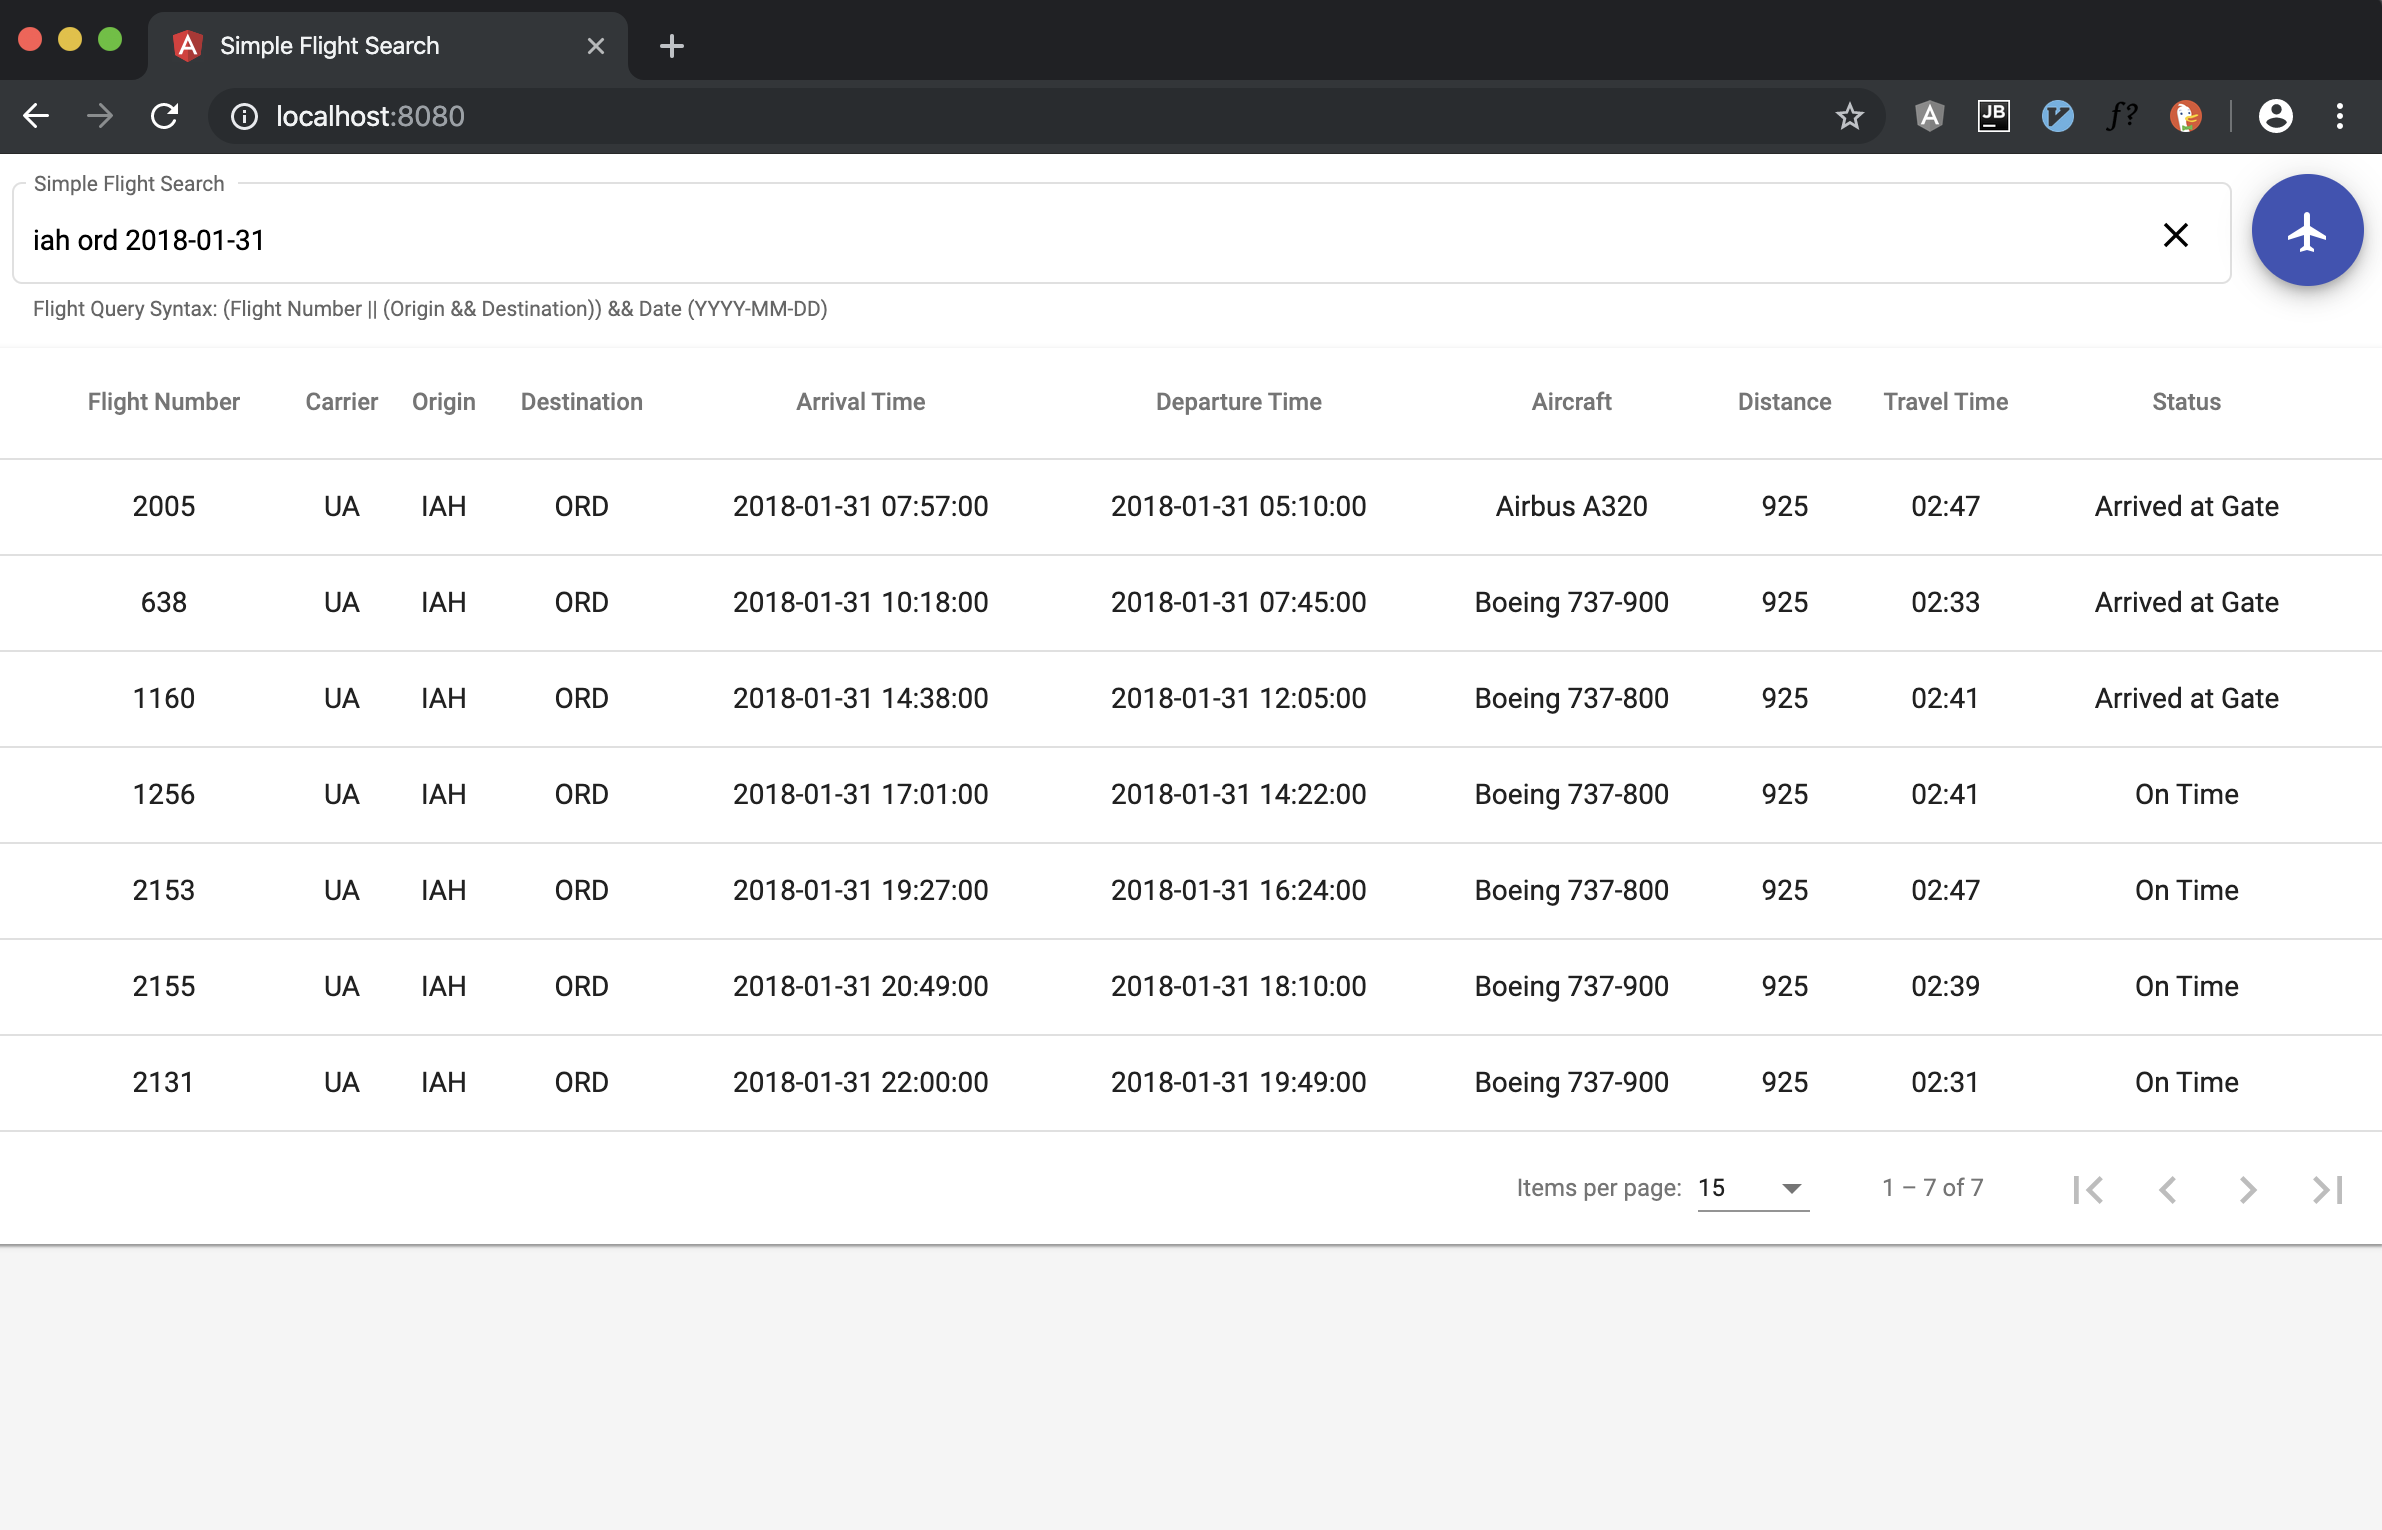 Simple Flight Search
localhost:8080
JB
f?
Simple Flight Search
iah ord 2018-01-31
Flight Query Syntax: (Flight Number || (Origin && Destination)) && Date (YYYY-MM-DD)
Flight Number Carrier Origin Destination Arrival Time Departure Time Aircraft Distance Travel Time Status
2005 UA IAH ORD 2018-01-31 07:57:00 2018-01-31 05:10:00 Airbus A320 925 02:47 Arrived at Gate
638 UA IAH ORD 2018-01-31 10:18:00 2018-01-31 07:45:00 Boeing 737-900 925 02:33 Arrived at Gate
1160 UA IAH ORD 2018-01-31 14:38:00 2018-01-31 12:05:00 Boeing 737-800 925 02:41 Arrived at Gate
1256 UA IAH ORD 2018-01-31 17:01:00 2018-01-31 14:22:00 Boeing 737-800 925 02:41 On Time
2153 UA IAH ORD 2018-01-31 19:27:00 2018-01-31 16:24:00 Boeing 737-800 925 02:47 On Time
2155 UA IAH ORD 2018-01-31 20:49:00 2018-01-31 18:10:00 Boeing 737-900 925 02:39 On Time
2131 UA IAH ORD 2018-01-31 22:00:00 2018-01-31 19:49:00 Boeing 737-900 925 02:31 On Time
Items per page: 15 1 – 7 of 7